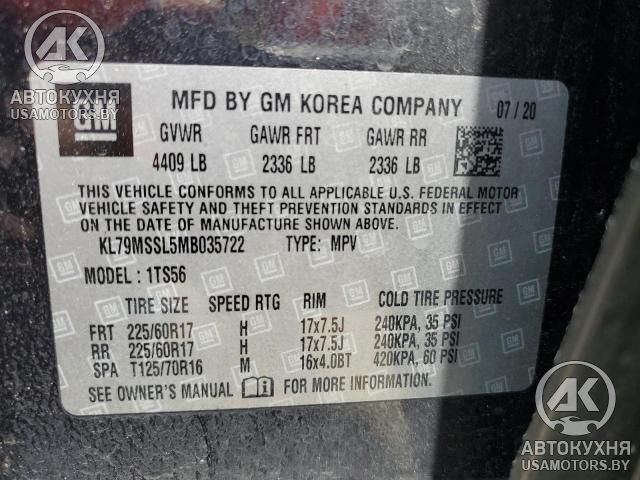 АК
АВТОКУХНЯ
USAMOTORS.BY
GM
MFD BY GM KOREA COMPANY 07 / 20
GVWR GAWR FRT GAWR RR
4409 LB 2336 LB 2336 LB
THIS VEHICLE CONFORMS TO ALL APPLICABLE U.S. FEDERAL MOTOR
VEHICLE SAFETY AND THEFT PREVENTION STANDARDS IN EFFECT
ON THE DATE OF MANUFACTURE SHOWN ABOVE.
KL79MSSL5MB035722 TYPE: MPV
MODEL: 1TS56
TIRE SIZE SPEED RTG RIM COLD TIRE PRESSURE
FRT 225/60R17 H 17x7.5J 240KPA, 35 PSI
RR 225/60R17 H 17x7.5J 240KPA, 35 PSI
SPA T125/70R16 M 16x4.0BT 420KPA, 60 PSI
SEE OWNER'S MANUAL FOR MORE INFORMATION.
АК
АВТОКУХНЯ
USAMOTORS.BY